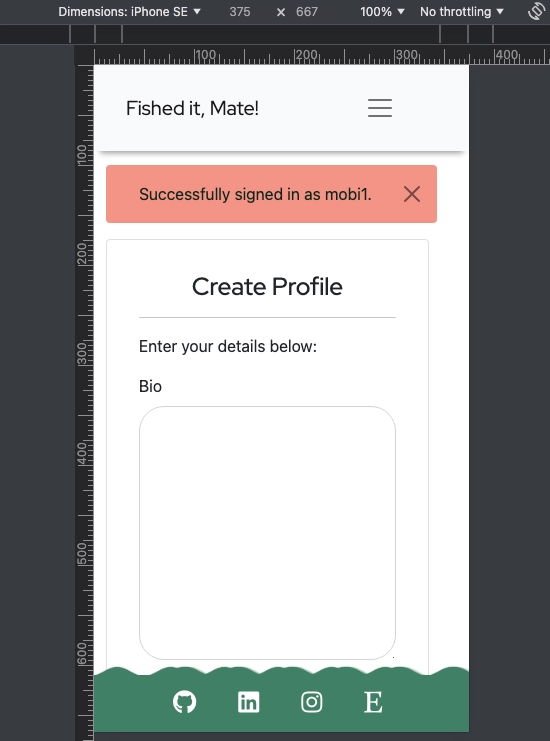 Dimensions: iPhone SE ▼ 375 × 667 100% ▼ No throttling ▼
100 200 300 400
Fished it, Mate!
100
Successfully signed in as mobi1.
200
Create Profile
300
Enter your details below:
Bio
400
500
600
in E